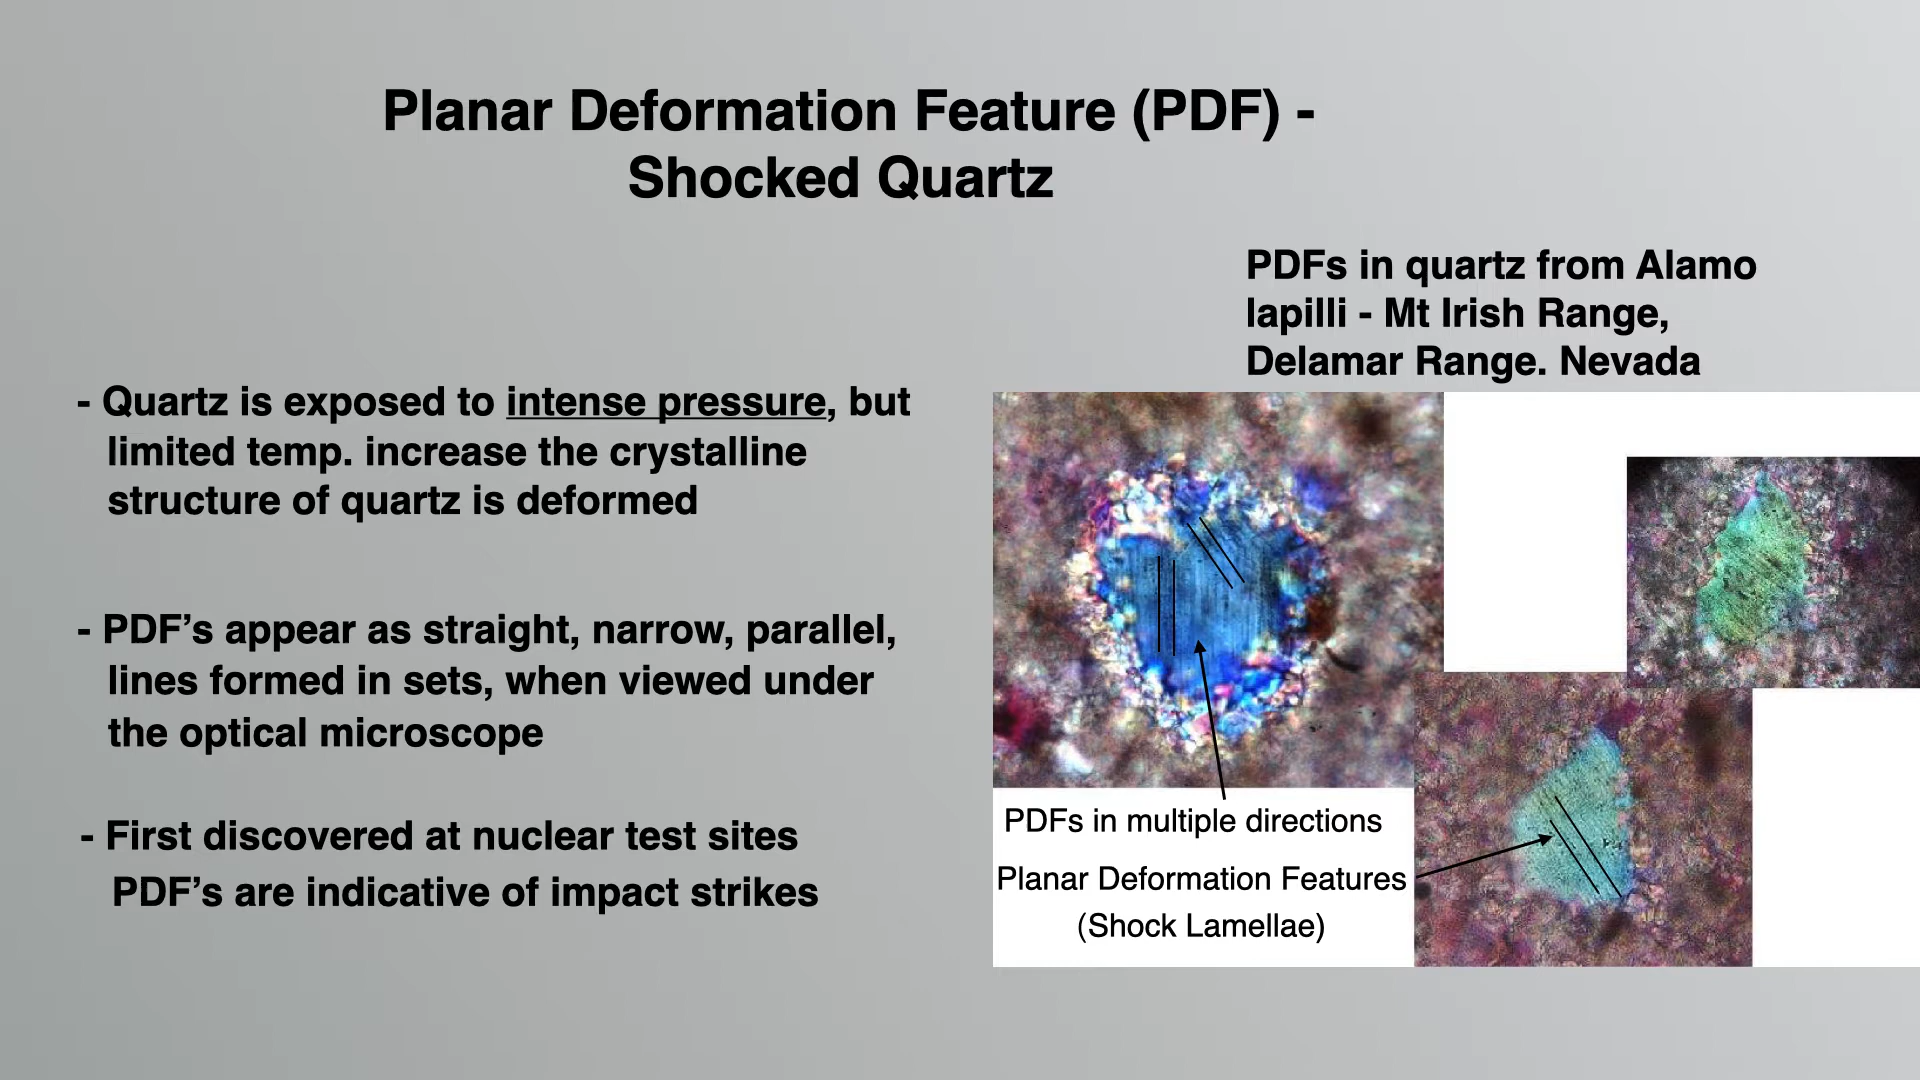 Planar Deformation Feature (PDF) -
Shocked Quartz
PDFs in quartz from Alamo
lapilli - Mt Irish Range,
Delamar Range. Nevada
- Quartz is exposed to intense pressure, but
limited temp. increase the crystalline
structure of quartz is deformed
- PDF’s appear as straight, narrow, parallel,
lines formed in sets, when viewed under
the optical microscope
- First discovered at nuclear test sites
PDF’s are indicative of impact strikes
PDFs in multiple directions
Planar Deformation Features
(Shock Lamellae)